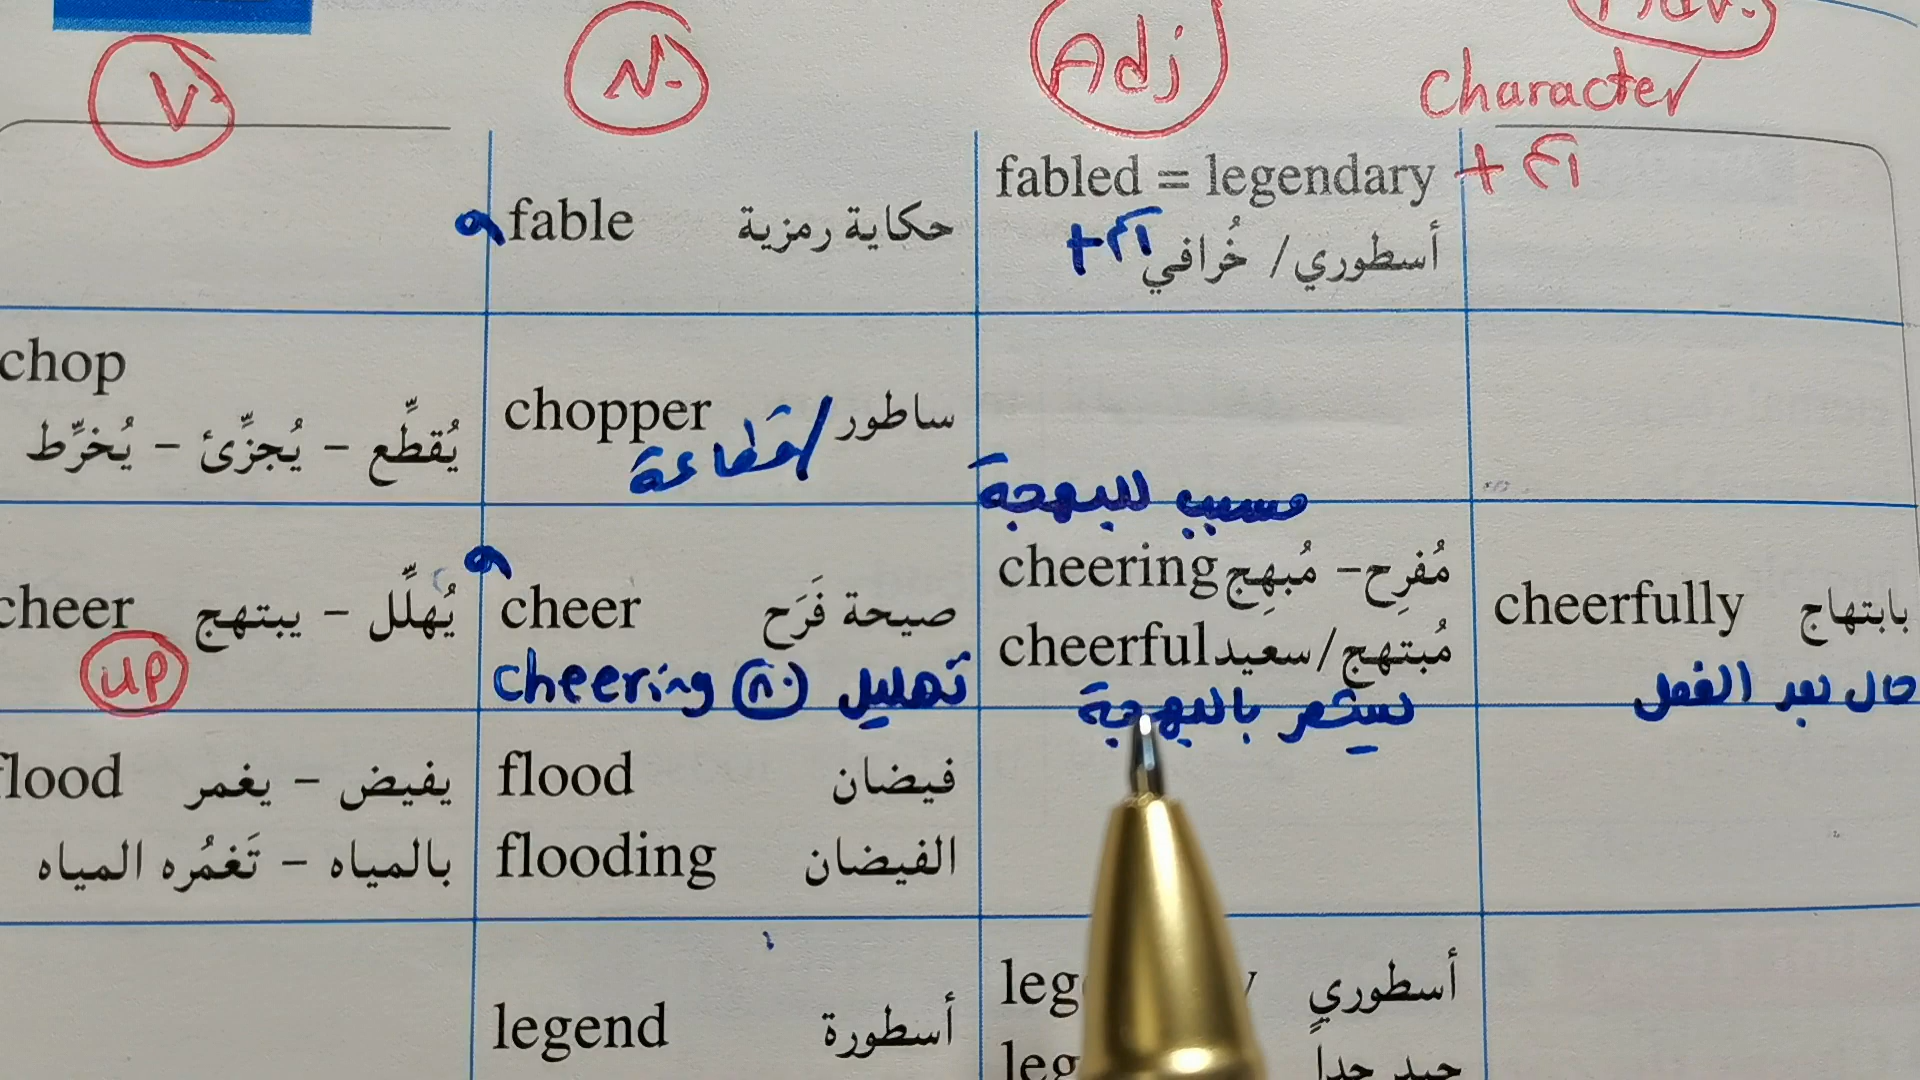 V.
N.
Adj
Adv.
Character
fable حكاية رمزية
fabled = legendary
أسطوري/ خُرافي
chop
يُقطِّع – يُجزِّئ – يُخرِّط
chopper ساطور
/قطاعة
مسبب للبهجة
cheer يُهلِّل – يبتهج
up
cheer صيحة فَرَح
cheering (n.) تهليل
cheering مُفرِح– مُبهِج
cheerful مُبتهج/سعيد
يشعر بالبهجة
cheerfully بابتهاج
حال بعد الفعل
flood يفيض – يغمر
بالمياه – تَغمُره المياه
flood فيضان
flooding الفيضان
legend أسطورة
أسطوري
جيد جداً